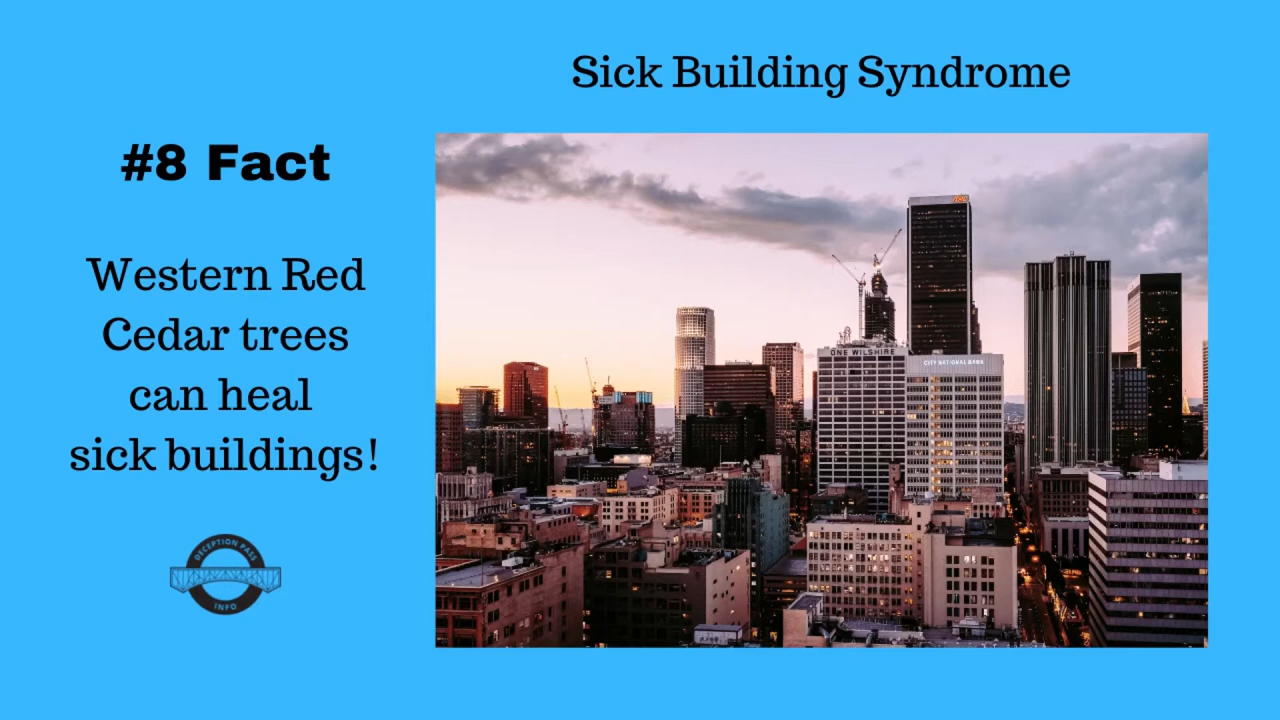 Sick Building Syndrome
#8 Fact
Western Red
Cedar trees
can heal
sick buildings!
DECEPTION PASS
INFO
ONE WILSHIRE
CITY NATIONAL BANK